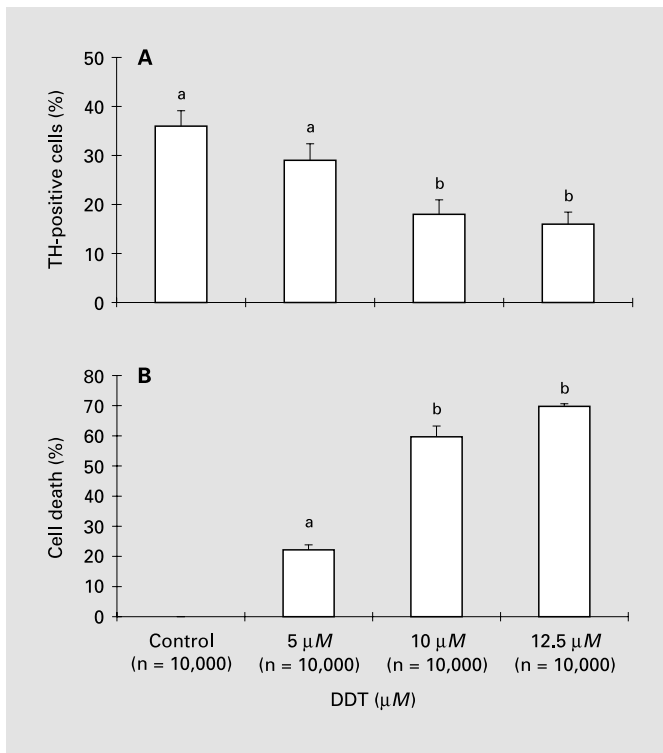 A
TH-positive cells (%)
50
40
30
20
10
0
a
a
b
b
B
Cell death (%)
80
70
60
50
40
30
20
10
0
a
b
b
Control 5 μM 10 μM 12.5 μM
(n = 10,000) (n = 10,000) (n = 10,000) (n = 10,000)
DDT (μM)